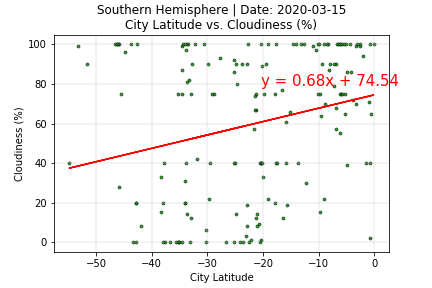 Southern Hemisphere | Date: 2020-03-15
City Latitude vs. Cloudiness (%)
100
80
60
40
20
0
Cloudiness (%)
y = 0.68x + 74.54
−50
−40
−30
−20
−10
0
City Latitude